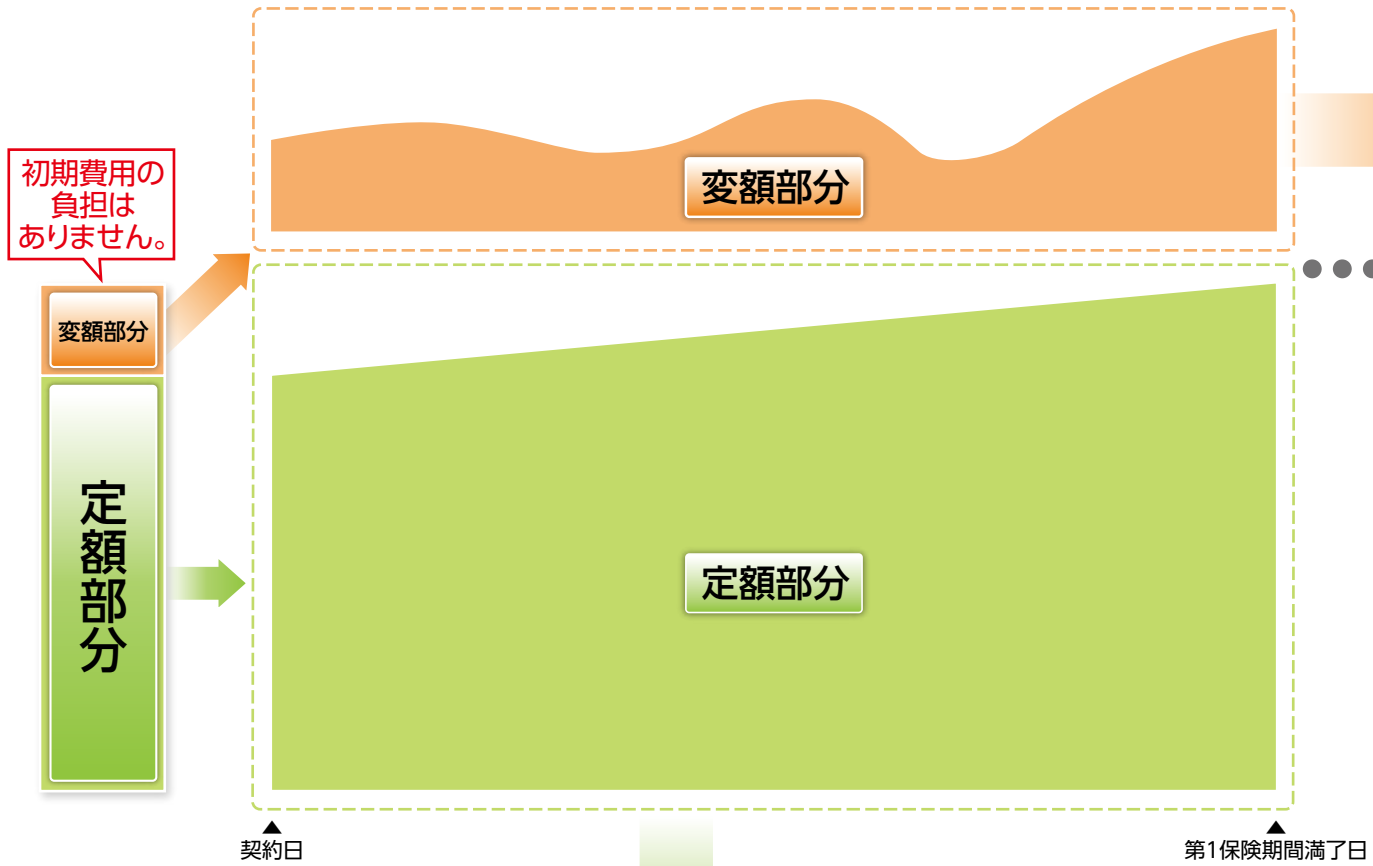 初期費用の
負担は
ありません。
変額部分
定額部分
変額部分
定額部分
契約日
第1保険期間満了日